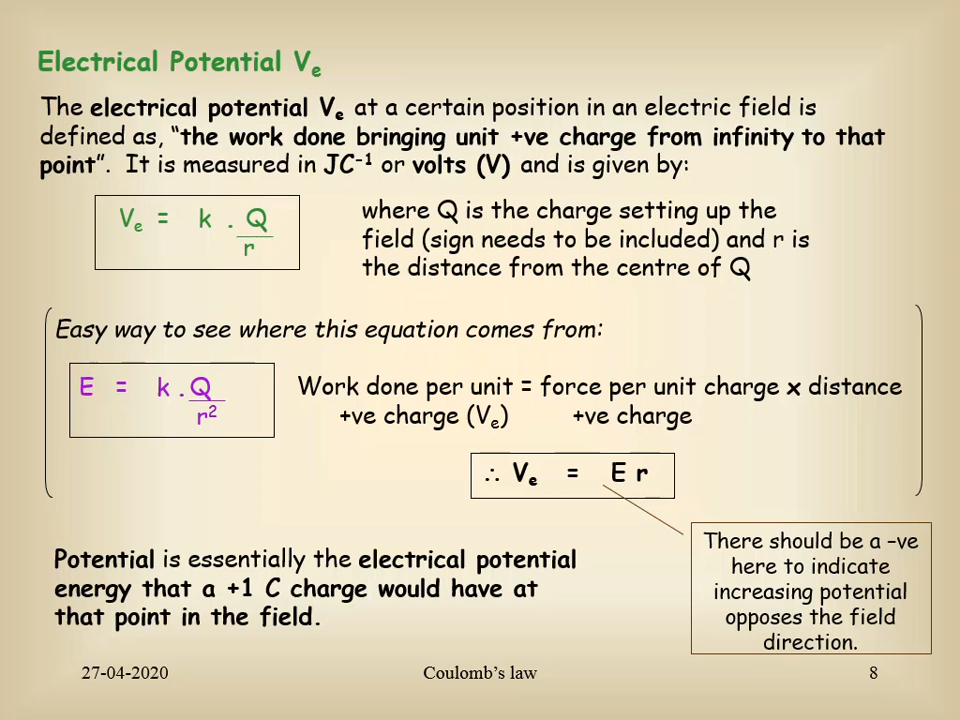 Electrical Potential Ve
The electrical potential Ve at a certain position in an electric field is
defined as, “the work done bringing unit +ve charge from infinity to that
point”. It is measured in JC-1 or volts (V) and is given by:
Ve = k . Q
r
where Q is the charge setting up the
field (sign needs to be included) and r is
the distance from the centre of Q
Easy way to see where this equation comes from:
E = k . Q
r2
Work done per unit = force per unit charge x distance
+ve charge (Ve) +ve charge
∴ Ve = E r
There should be a –ve
here to indicate
increasing potential
opposes the field
direction.
Potential is essentially the electrical potential
energy that a +1 C charge would have at
that point in the field.
27-04-2020 Coulomb’s law 8